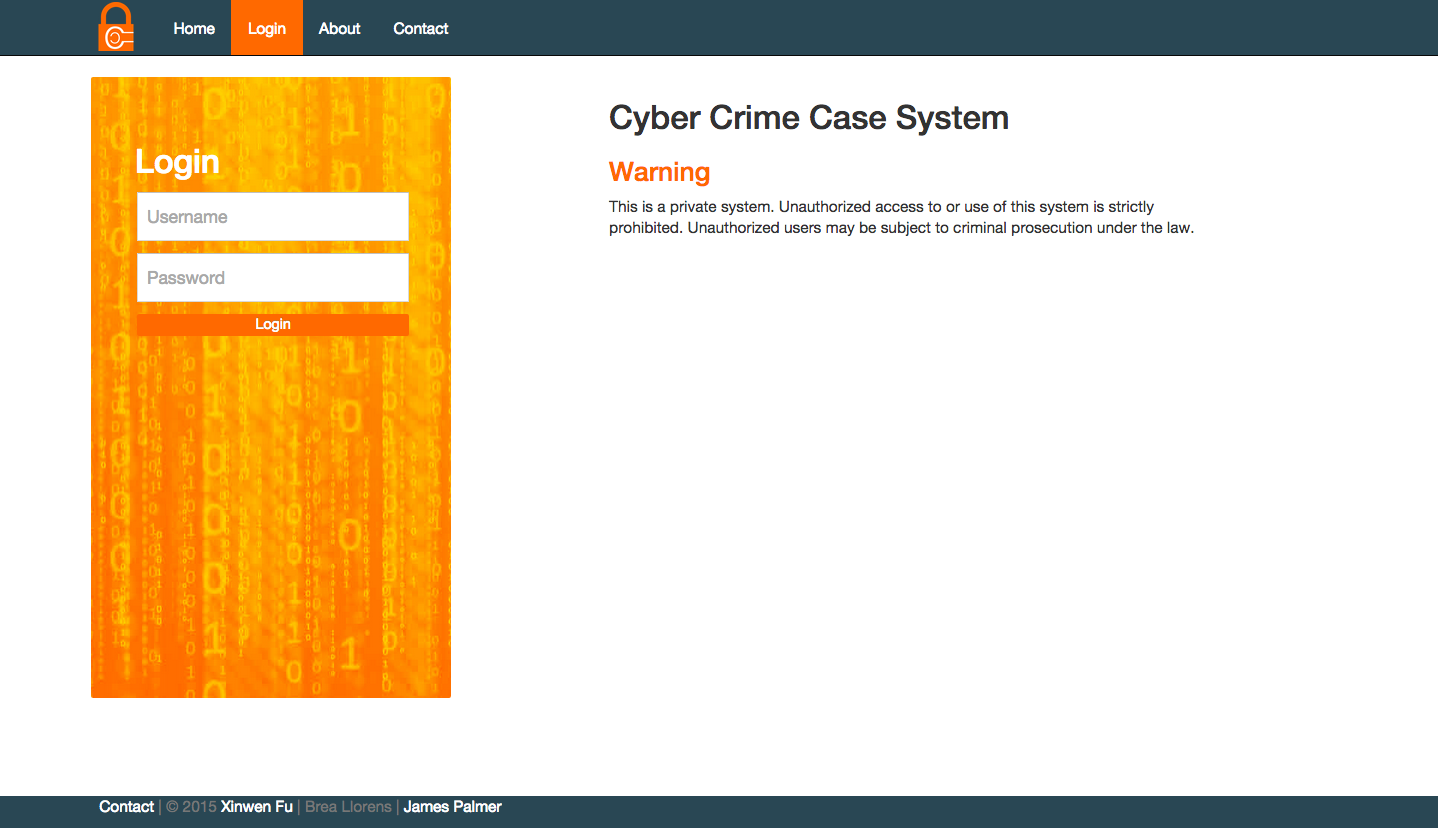 Home Login About Contact
Login
Username
Password
Login
Cyber Crime Case System
Warning
This is a private system. Unauthorized access to or use of this system is strictly
prohibited. Unauthorized users may be subject to criminal prosecution under the law.
Contact | © 2015 Xinwen Fu | Brea Llorens | James Palmer